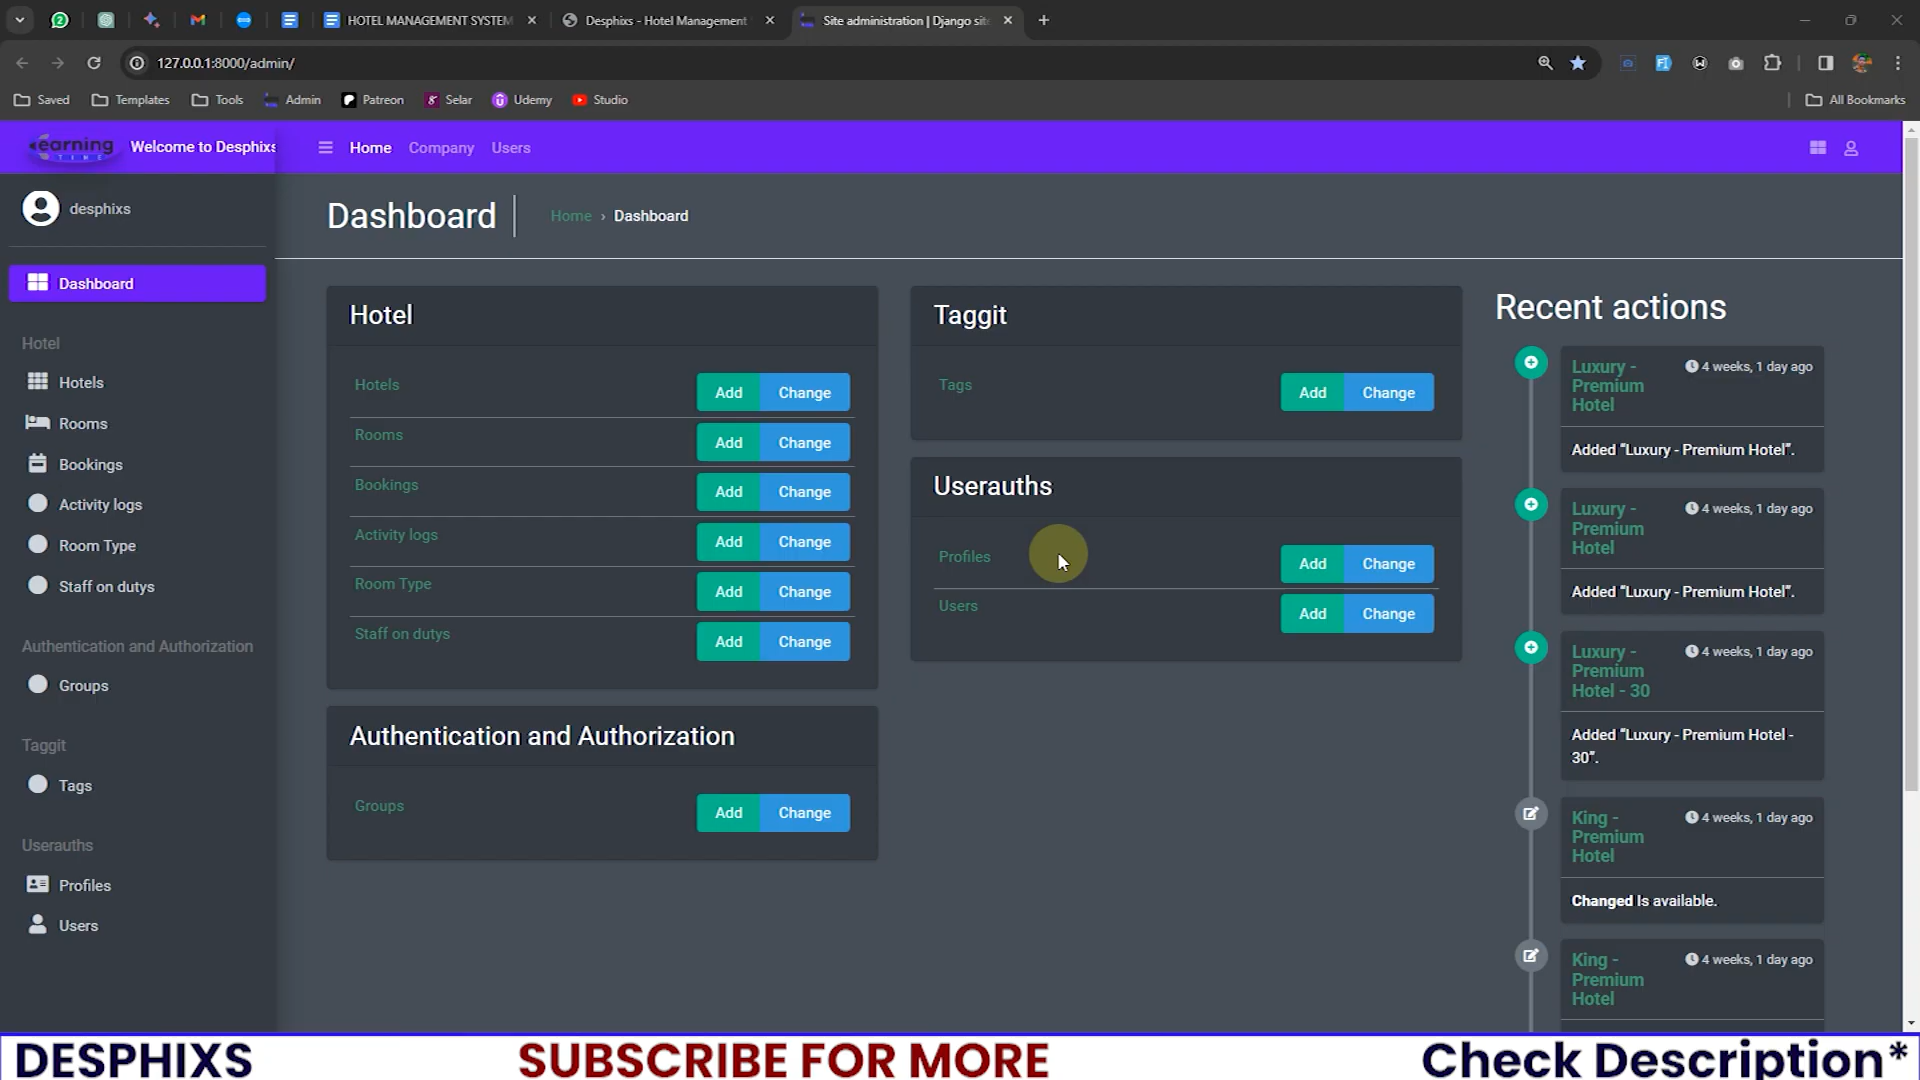 HOTEL MANAGEMENT SYSTEM
Desphixs - Hotel Management
Site administration | Django site
127.0.0.1:8000/admin/
Saved
Templates
Tools
Admin
Patreon
Selar
Udemy
Studio
All Bookmarks
earning
TIME
Welcome to Desphixs
Home
Company
Users
desphixs
Dashboard
Home › Dashboard
Dashboard
Hotel
Hotels
Rooms
Bookings
Activity logs
Room Type
Staff on dutys
Authentication and Authorization
Groups
Taggit
Tags
Userauths
Profiles
Users
Hotel
Hotels Add Change
Rooms Add Change
Bookings Add Change
Activity logs Add Change
Room Type Add Change
Staff on dutys Add Change
Authentication and Authorization
Groups Add Change
Taggit
Tags Add Change
Userauths
Profiles Add Change
Users Add Change
Recent actions
Luxury -
Premium
Hotel
4 weeks, 1 day ago
Added “Luxury - Premium Hotel”.
Luxury -
Premium
Hotel
4 weeks, 1 day ago
Added “Luxury - Premium Hotel”.
Luxury -
Premium
Hotel - 30
4 weeks, 1 day ago
Added “Luxury - Premium Hotel -
30”.
King -
Premium
Hotel
4 weeks, 1 day ago
Changed Is available.
King -
Premium
Hotel
4 weeks, 1 day ago
DESPHIXS
SUBSCRIBE FOR MORE
Check Description*